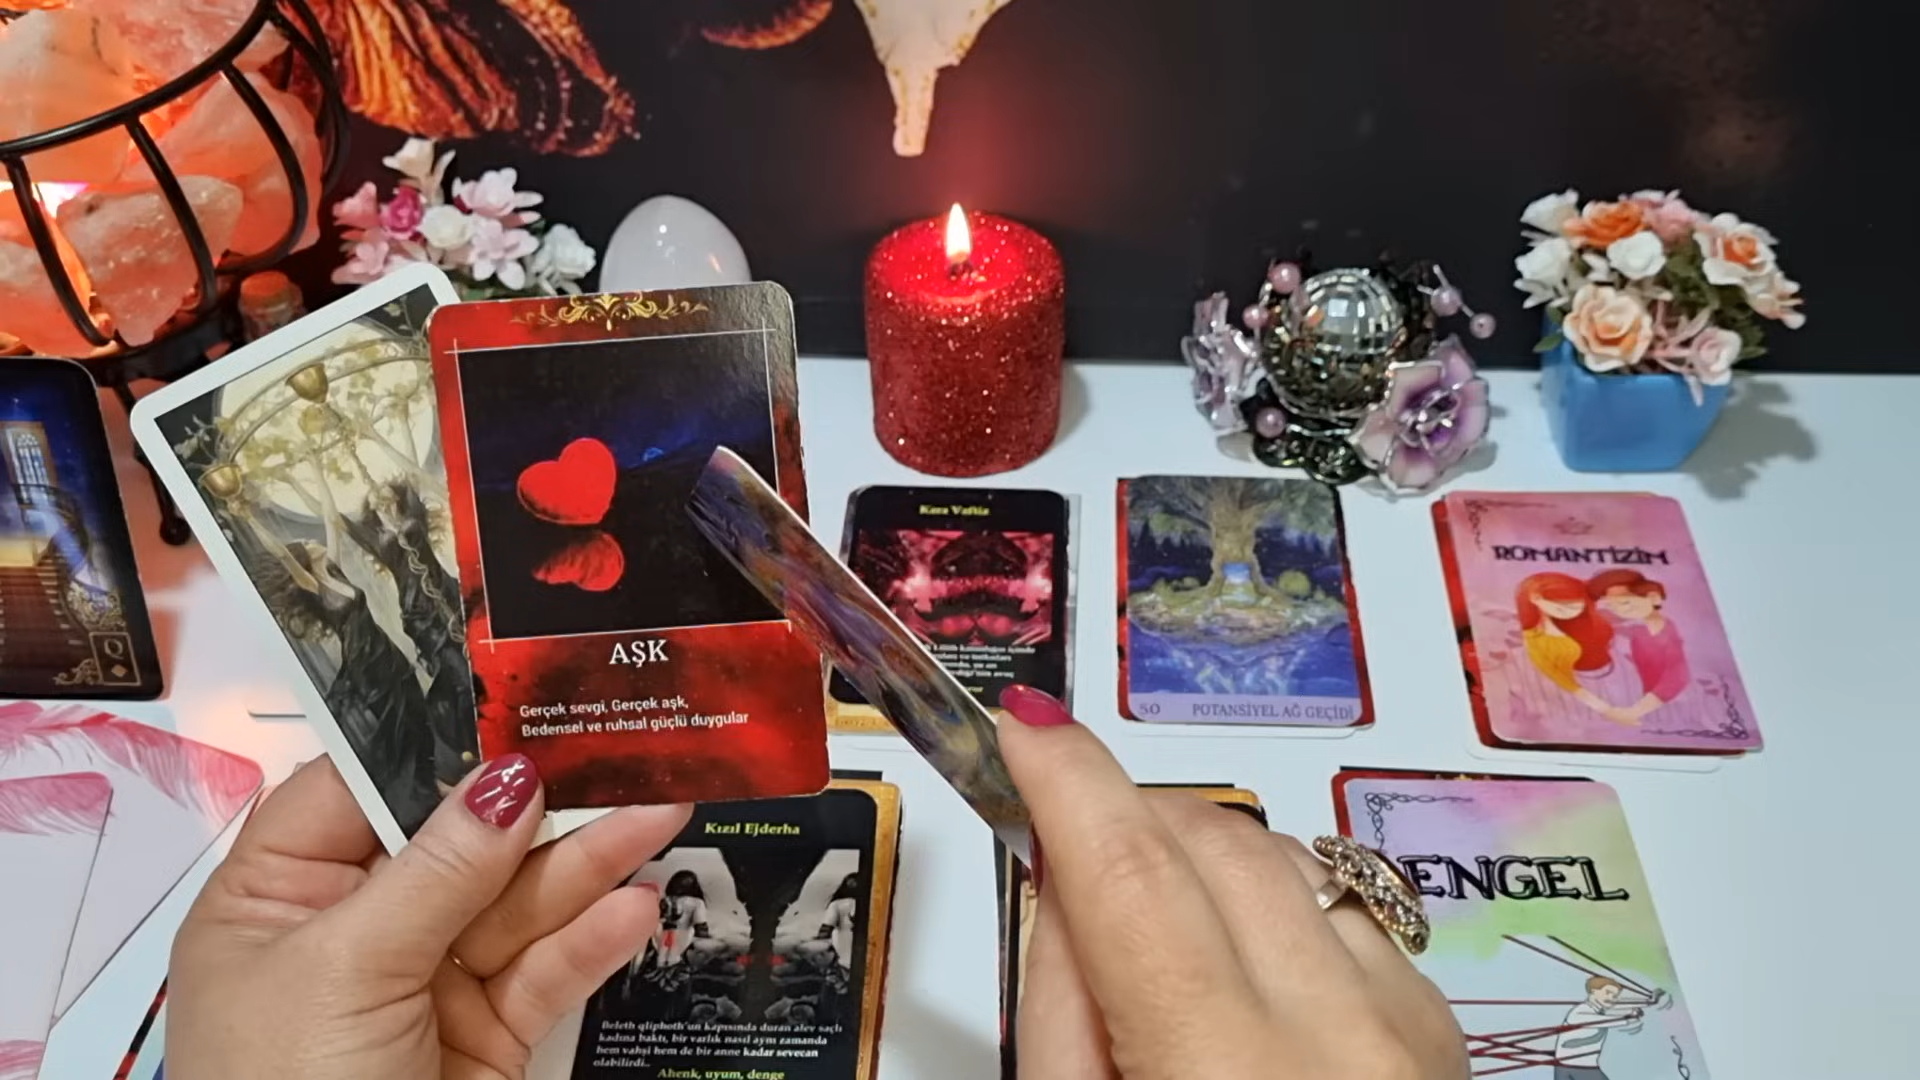 AŞK
Gerçek sevgi, Gerçek aşk,
Bedensel ve ruhsal güçlü duygular
Kara Vaftiz
50 POTANSİYEL AĞ GEÇİDİ
ROMANTİZİM
Q
Kızıl Ejderha
Beleth qliphoth'un kapısında duran alev saçlı
kadına baktı, bir varlık nasıl aynı zamanda
hem vahşi hem de bir anne kadar sevecen
olabilirdi..
Ahenk, uyum, denge
ENGEL